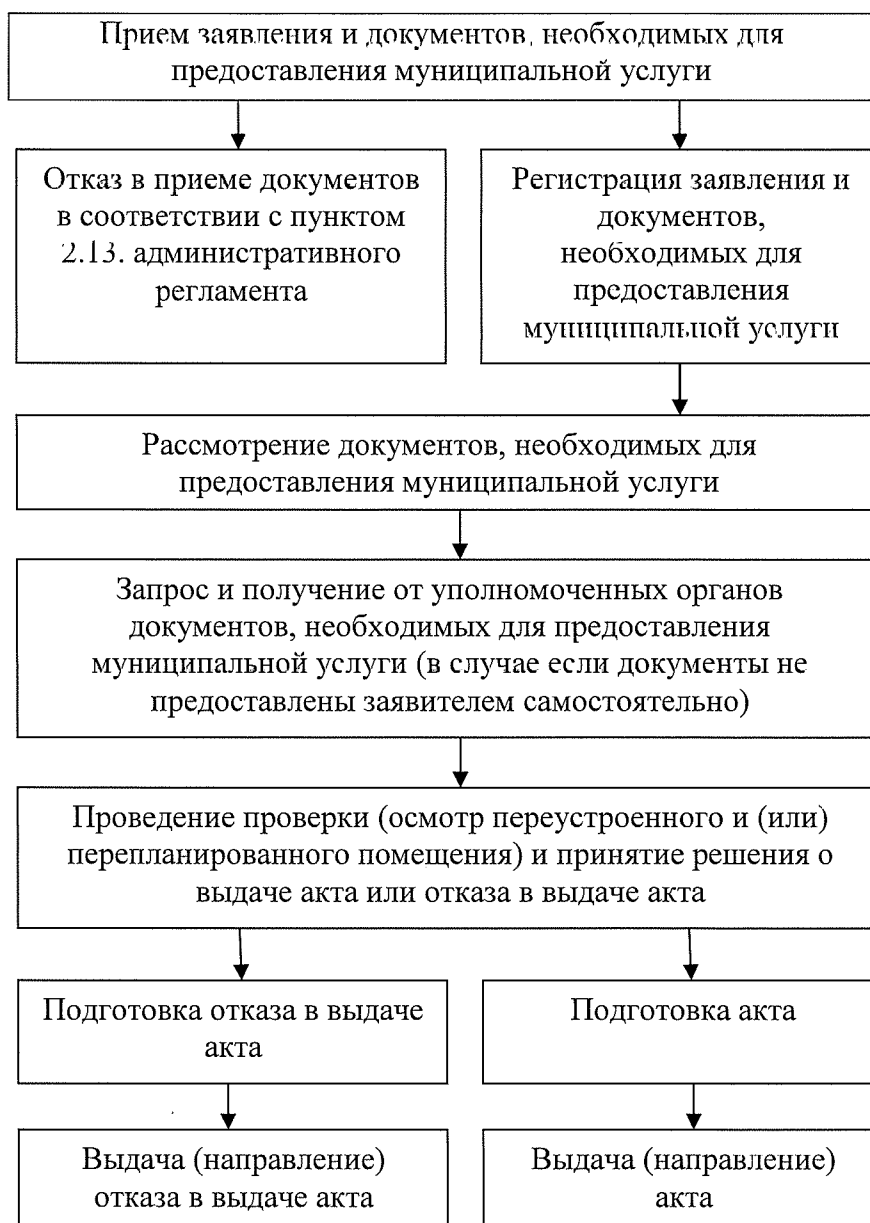 Прием заявления и документов, необходимых для
предоставления муниципальной услуги
Отказ в приеме документов
в соответствии с пунктом
2.13. административного
регламента
Регистрация заявления и
документов,
необходимых для
предоставления
муниципальной услуги
Рассмотрение документов, необходимых для
предоставления муниципальной услуги
Запрос и получение от уполномоченных органов
документов, необходимых для предоставления
муниципальной услуги (в случае если документы не
предоставлены заявителем самостоятельно)
Проведение проверки (осмотр переустроенного и (или)
перепланированного помещения) и принятие решения о
выдаче акта или отказа в выдаче акта
Подготовка отказа в выдаче
акта
Подготовка акта
Выдача (направление)
отказа в выдаче акта
Выдача (направление)
акта